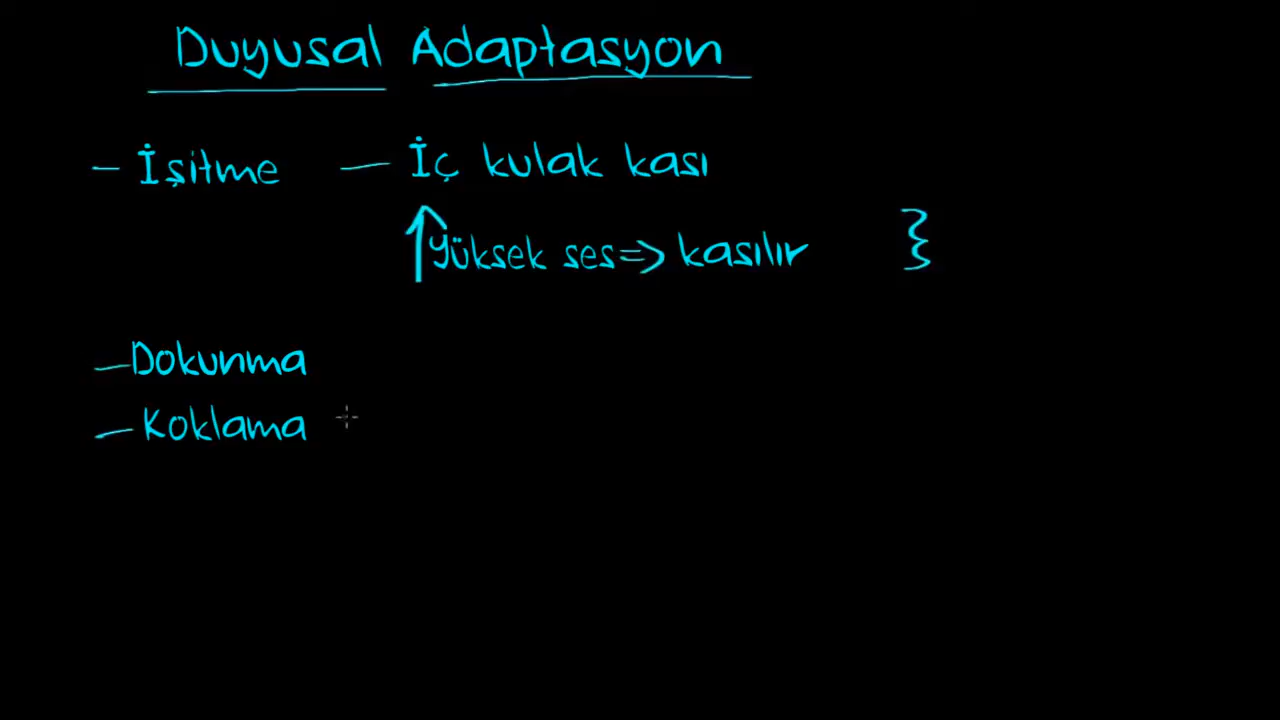 Duyusal Adaptasyon
- İşitme - İç kulak kası
↑ yüksek ses => kasılır }
- Dokunma
- Koklama